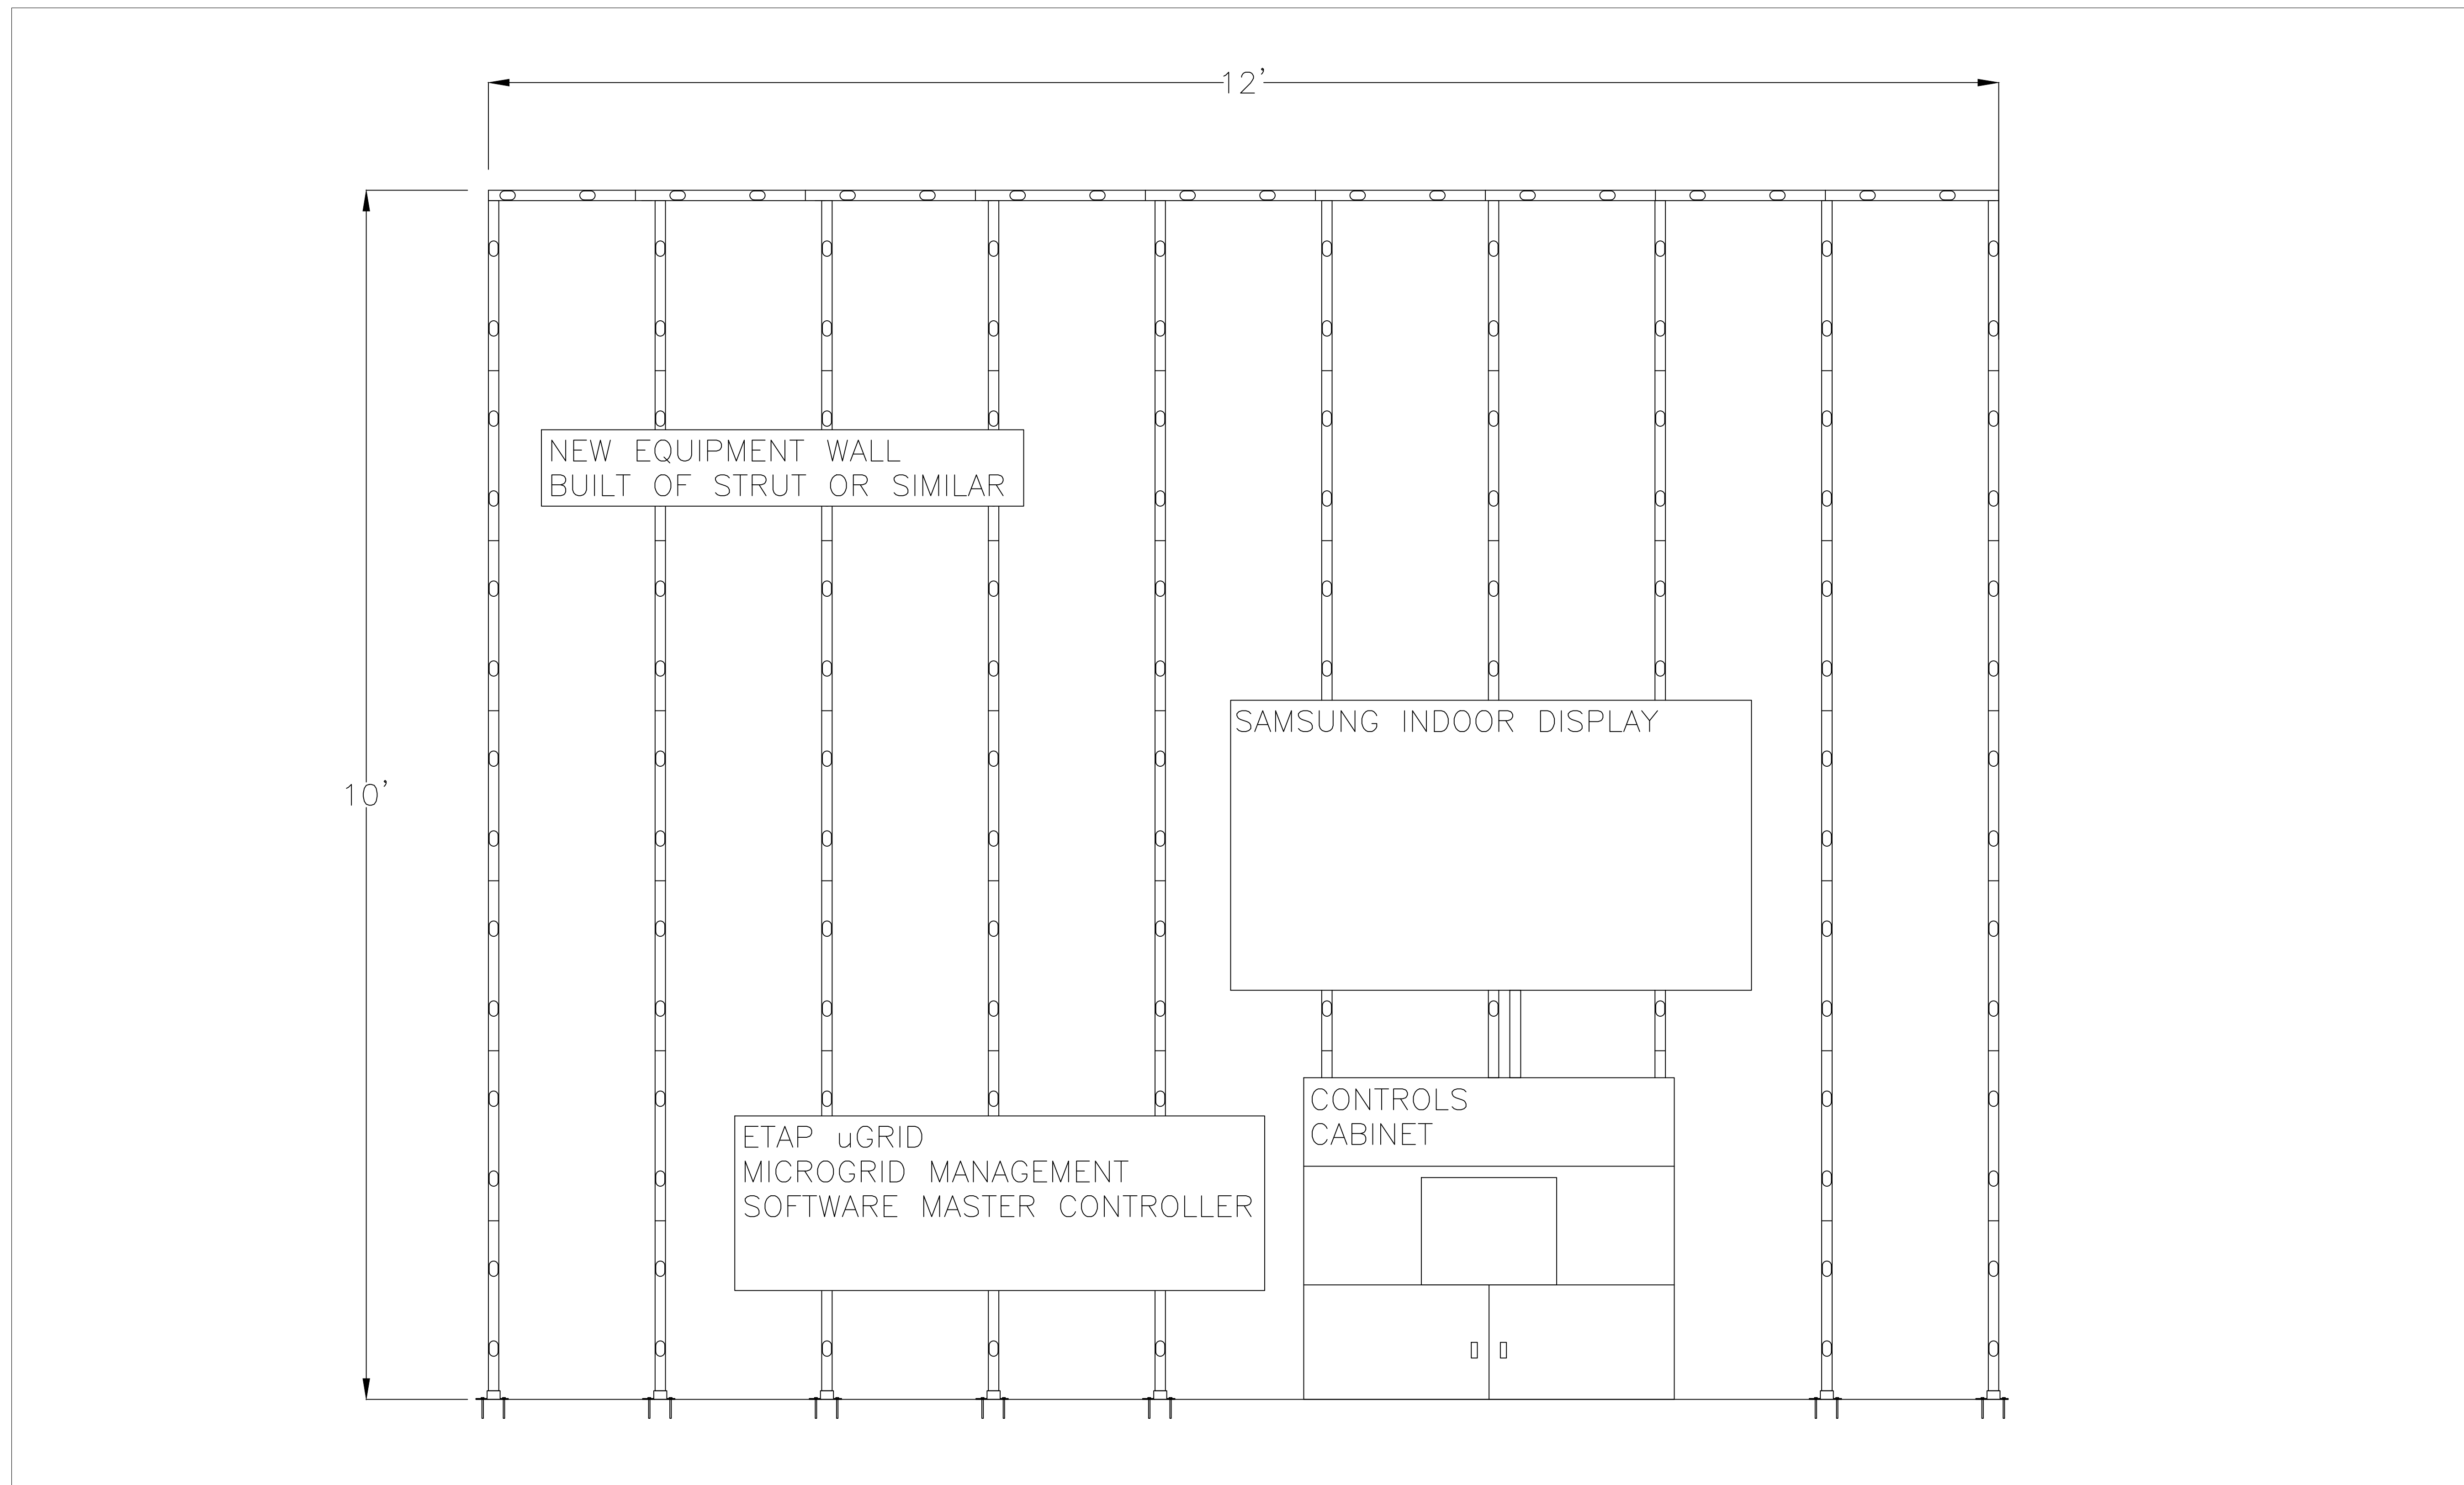 12'
NEW EQUIPMENT WALL
BUILT OF STRUT OR SIMILAR
SAMSUNG INDOOR DISPLAY
10'
CONTROLS
CABINET
ETAP uGRID
MICROGRID MANAGEMENT
SOFTWARE MASTER CONTROLLER